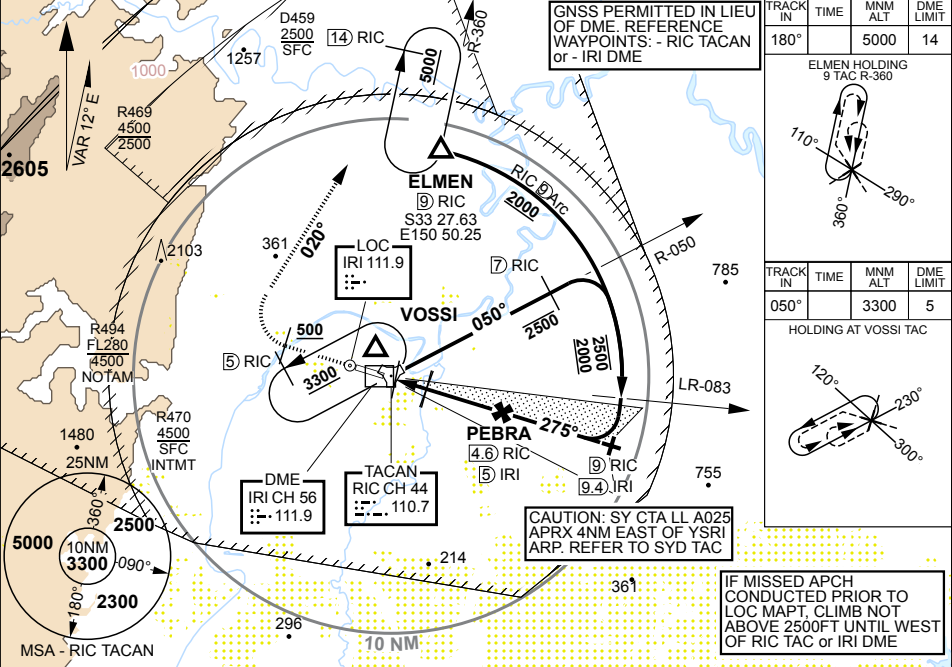 D459
2500
SFC
1257
1000
14 RIC
5000
R-360
GNSS PERMITTED IN LIEU
OF DME. REFERENCE
WAYPOINTS: - RIC TACAN
or - IRI DME
TRACK IN TIME MNM ALT DME LIMIT
180° 5000 14
ELMEN HOLDING
9 TAC R-360
110°
290°
360°
VAR 12° E
R469
4500
2500
2605
ELMEN
9 RIC
S33 27.63
E150 50.25
RIC 9 Arc
2000
2103
361
020°
LOC
IRI 111.9
7 RIC
R-050
785
VOSSI
050°
2500
2500
2000
TRACK IN TIME MNM ALT DME LIMIT
050° 3300 5
HOLDING AT VOSSI TAC
120°
230°
300°
R494
FL280
4500
NOTAM
5 RIC
500
3300
LR-083
R470
4500
SFC
INTMT
PEBRA
4.6 RIC
5 IRI
275°
9 RIC
9.4 IRI
755
1480
25NM
DME
IRI CH 56
111.9
TACAN
RIC CH 44
110.7
CAUTION: SY CTA LL A025
APRX 4NM EAST OF YSRI
ARP. REFER TO SYD TAC
360°
2500
5000
10NM
3300
090°
180°
2300
MSA - RIC TACAN
214
296
10 NM
361
IF MISSED APCH
CONDUCTED PRIOR TO
LOC MAPT, CLIMB NOT
ABOVE 2500FT UNTIL WEST
OF RIC TAC or IRI DME